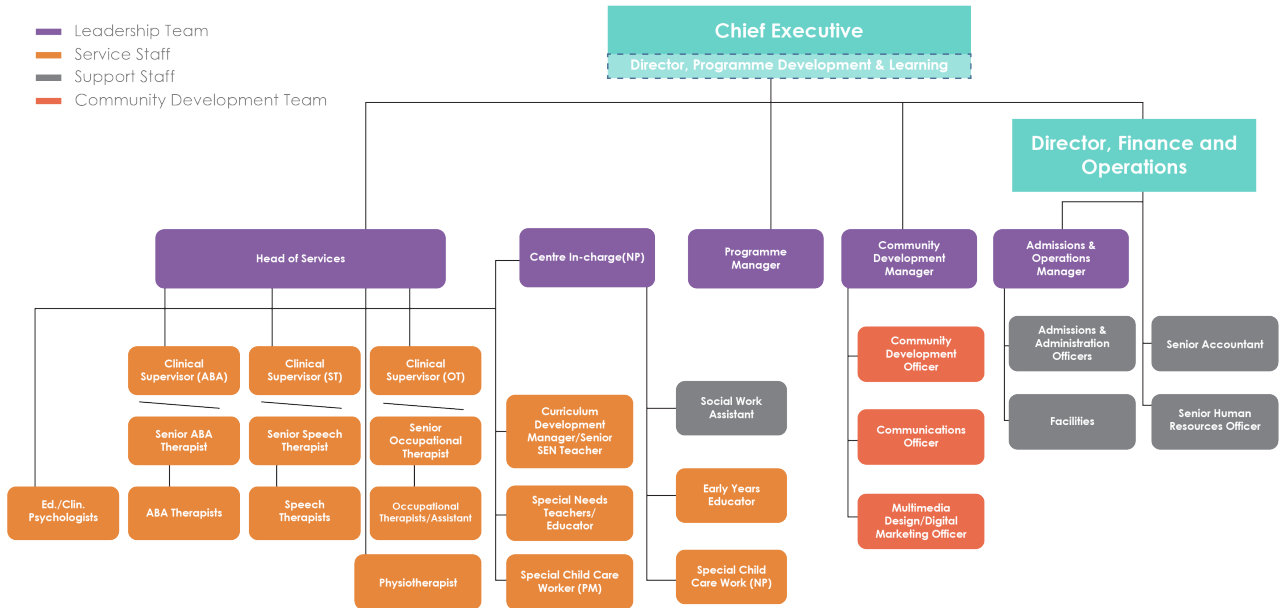 Leadership Team
Service Staff
Support Staff
Community Development Team
Chief Executive
Director, Programme Development & Learning
Director, Finance and
Operations
Head of Services
Centre In-charge(NP)
Programme
Manager
Community
Development
Manager
Admissions &
Operations
Manager
Clinical
Supervisor (ABA)
Clinical
Supervisor (ST)
Clinical
Supervisor (OT)
Senior ABA
Therapist
Senior Speech
Therapist
Senior
Occupational
Therapist
Ed./Clin.
Psychologists
ABA Therapists
Speech
Therapists
Occupational
Therapists/Assistant
Physiotherapist
Curriculum
Development
Manager/Senior
SEN Teacher
Special Needs
Teachers/
Educator
Special Child Care
Worker (PM)
Social Work
Assistant
Early Years
Educator
Special Child
Care Work (NP)
Community
Development
Officer
Communications
Officer
Multimedia
Design/Digital
Marketing Officer
Admissions &
Administration
Officers
Facilities
Senior Accountant
Senior Human
Resources Officer